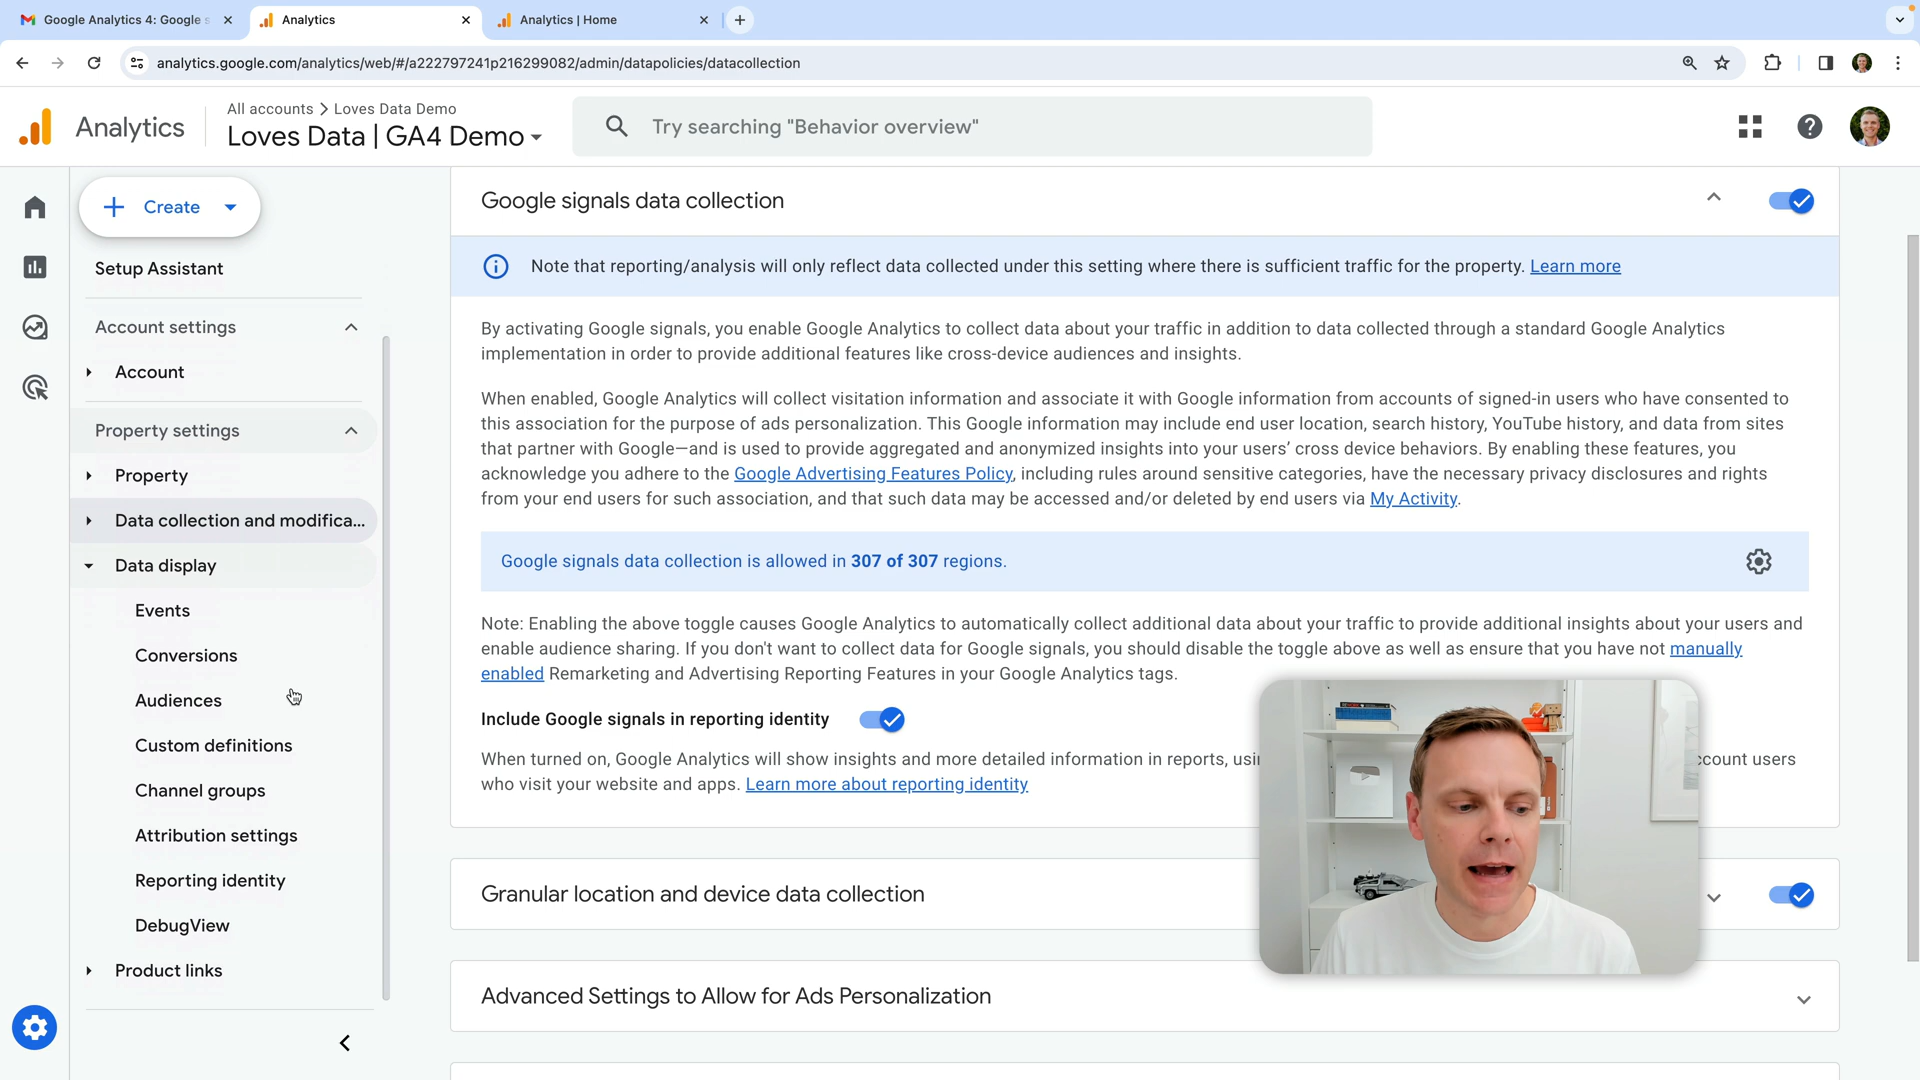 Google Analytics 4: Google s
Analytics
Analytics | Home
analytics.google.com/analytics/web/#/a222797241p216299082/admin/datapolicies/datacollection
Analytics
All accounts > Loves Data Demo
Loves Data | GA4 Demo
Try searching "Behavior overview"
Create
Setup Assistant
Account settings
Account
Property settings
Property
Data collection and modifica...
Data display
Events
Conversions
Audiences
Custom definitions
Channel groups
Attribution settings
Reporting identity
DebugView
Product links
Google signals data collection
Note that reporting/analysis will only reflect data collected under this setting where there is sufficient traffic for the property. Learn more
By activating Google signals, you enable Google Analytics to collect data about your traffic in addition to data collected through a standard Google Analytics
implementation in order to provide additional features like cross-device audiences and insights.
When enabled, Google Analytics will collect visitation information and associate it with Google information from accounts of signed-in users who have consented to
this association for the purpose of ads personalization. This Google information may include end user location, search history, YouTube history, and data from sites
that partner with Google—and is used to provide aggregated and anonymized insights into your users’ cross device behaviors. By enabling these features, you
acknowledge you adhere to the Google Advertising Features Policy, including rules around sensitive categories, have the necessary privacy disclosures and rights
from your end users for such association, and that such data may be accessed and/or deleted by end users via My Activity.
Google signals data collection is allowed in 307 of 307 regions.
Note: Enabling the above toggle causes Google Analytics to automatically collect additional data about your traffic to provide additional insights about your users and
enable audience sharing. If you don't want to collect data for Google signals, you should disable the toggle above as well as ensure that you have not manually
enabled Remarketing and Advertising Reporting Features in your Google Analytics tags.
Include Google signals in reporting identity
When turned on, Google Analytics will show insights and more detailed information in reports, usi count users
who visit your website and apps. Learn more about reporting identity
Granular location and device data collection
Advanced Settings to Allow for Ads Personalization